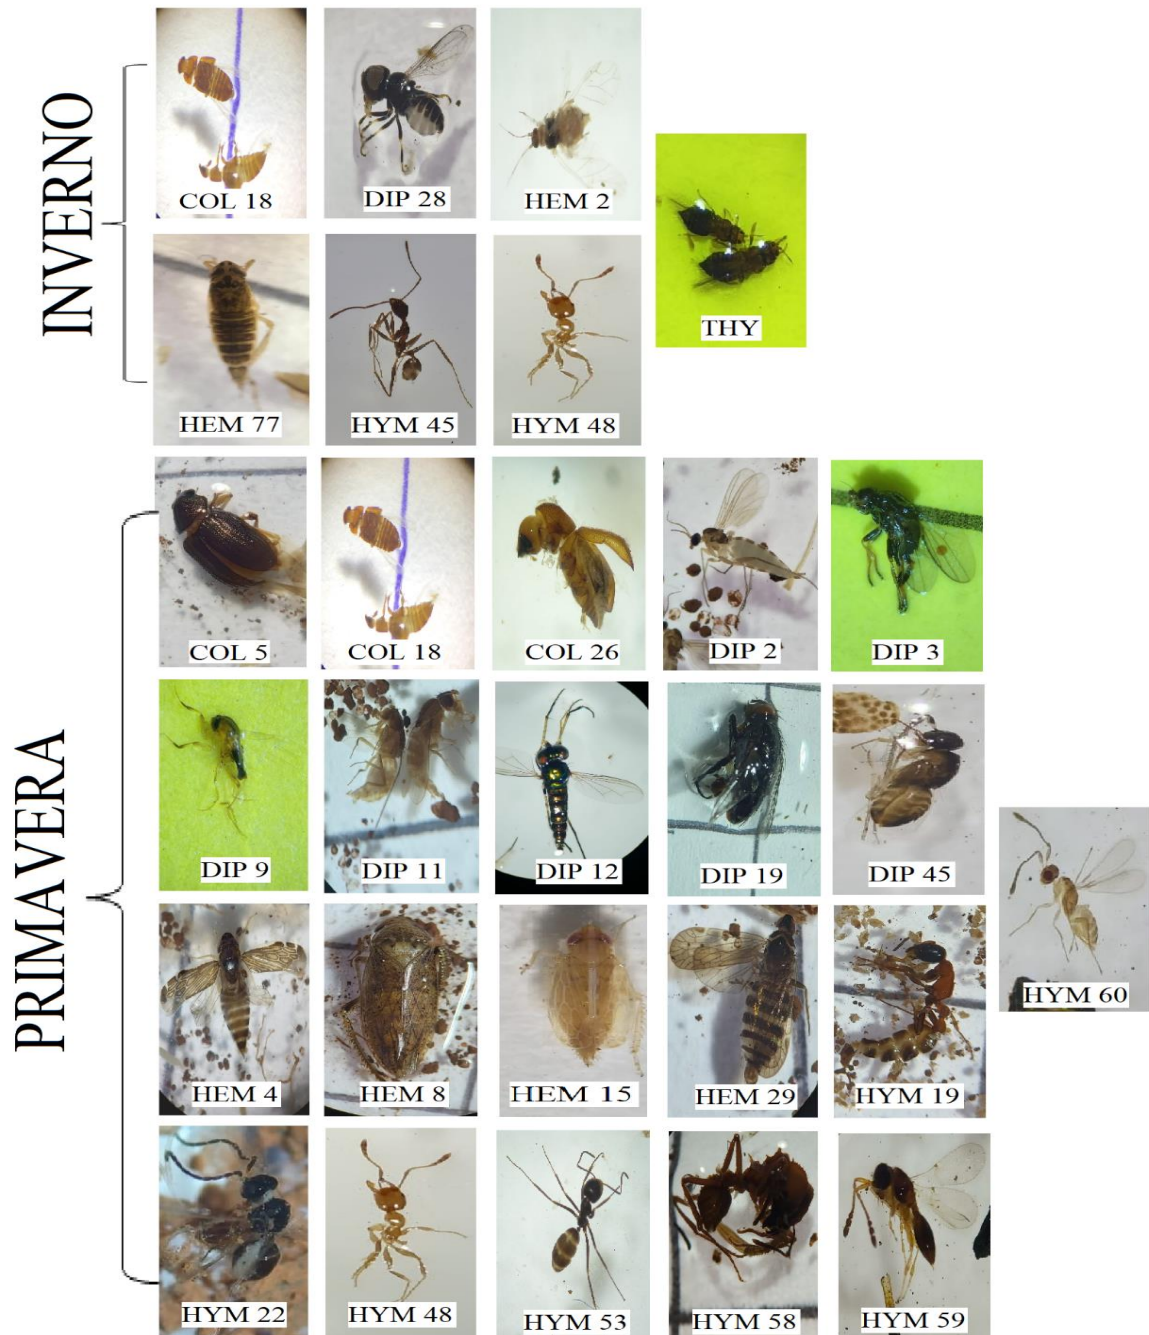 INVERNO
COL 18
DIP 28
HEM 2
THY
HEM 77
HYM 45
HYM 48
PRIMAVERA
COL 5
COL 18
COL 26
DIP 2
DIP 3
DIP 9
DIP 11
DIP 12
DIP 19
DIP 45
HYM 60
HEM 4
HEM 8
HEM 15
HEM 29
HYM 19
HYM 22
HYM 48
HYM 53
HYM 58
HYM 59